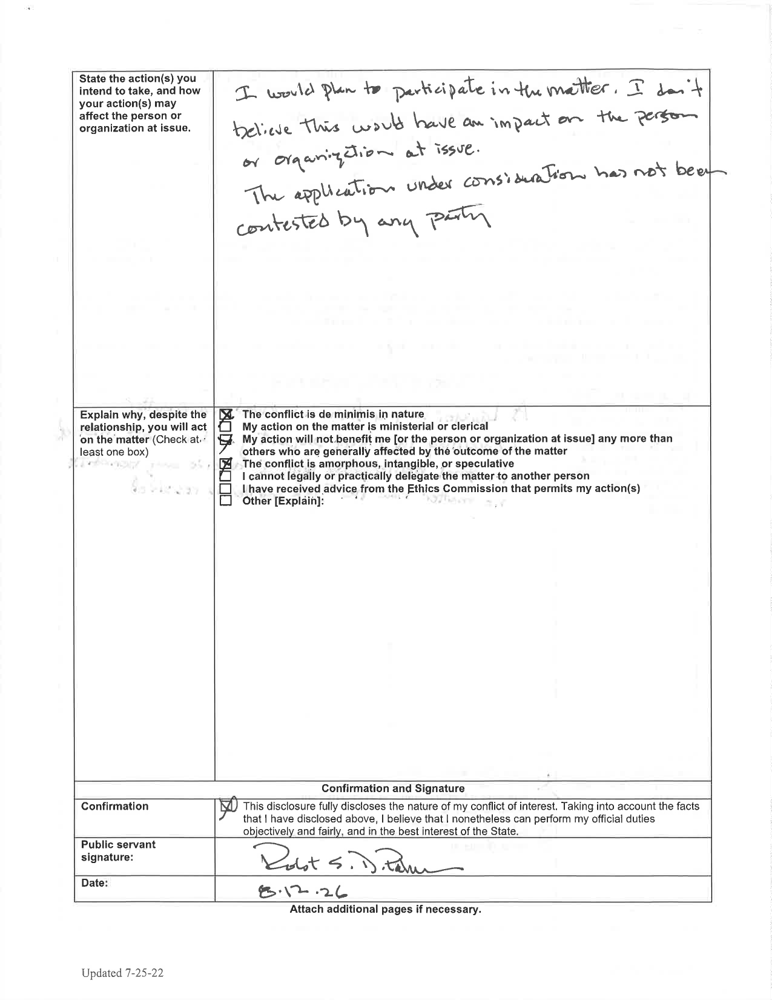 State the action(s) you
intend to take, and how
your action(s) may
affect the person or
organization at issue.
I would plan to participate in the matter. I don't
believe this would have an impact on the person
or organization at issue.
The application under consideration has not been
contested by any party
Explain why, despite the
relationship, you will act
on the matter (Check at
least one box)
The conflict is de minimis in nature
My action on the matter is ministerial or clerical
My action will not benefit me [or the person or organization at issue] any more than
others who are generally affected by the outcome of the matter
The conflict is amorphous, intangible, or speculative
I cannot legally or practically delegate the matter to another person
I have received advice from the Ethics Commission that permits my action(s)
Other [Explain]:
Confirmation and Signature
Confirmation
This disclosure fully discloses the nature of my conflict of interest. Taking into account the facts
that I have disclosed above, I believe that I nonetheless can perform my official duties
objectively and fairly, and in the best interest of the State.
Public servant
signature:
Robert S. D.
Date:
12.26
Attach additional pages if necessary.
Updated 7-25-22